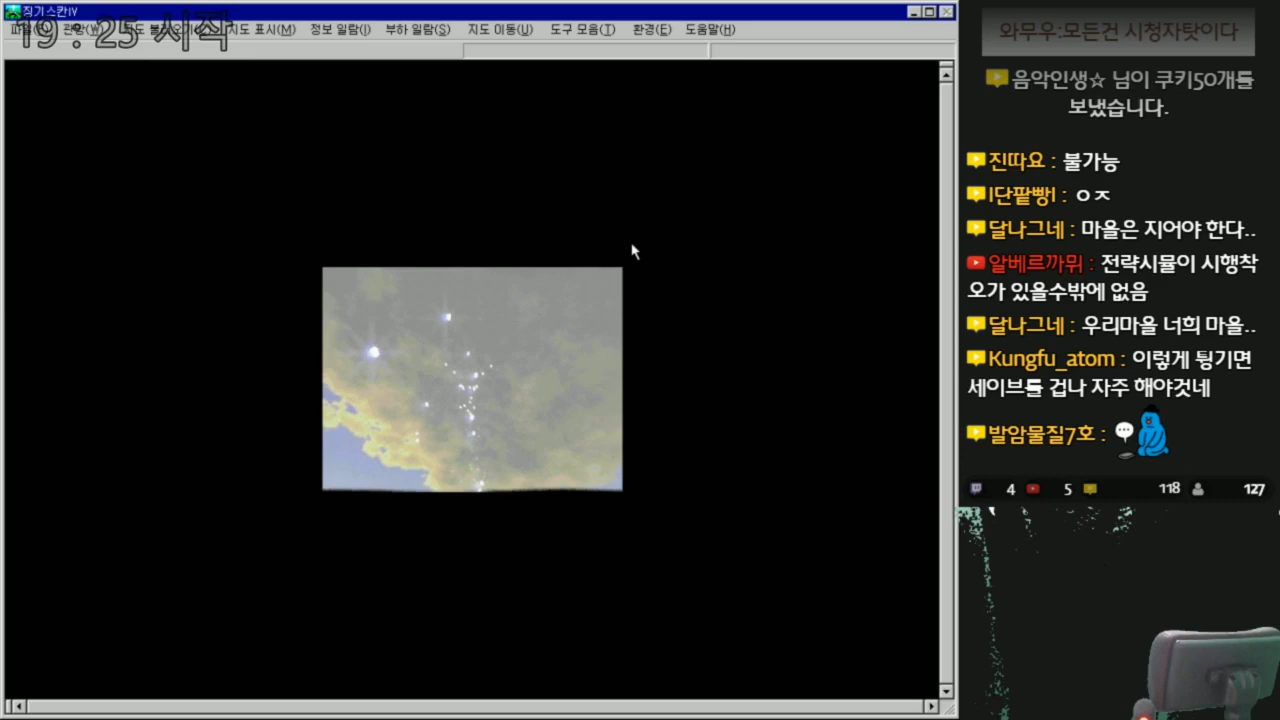 징기스칸IV
19 : 25 시작
지도 표시(M) 정보 일람(I) 부하 일람(S) 지도 이동(U) 도구 모음(T) 환경(E) 도움말(H)
와무우:모든건 시청자탓이다
음악인생☆ 님이 쿠키50개를
보냈습니다.
진따요 : 불가능
I단팥빵I : ㅇㅈ
달나그네 : 마을은 지어야 한다..
알베르까뮈 : 전략시뮬이 시행착
오가 있을수밖에 없음
달나그네 : 우리마을 너희 마을..
Kungfu_atom : 이렇게 튕기면
세이브를 겁나 자주 해야것네
발암물질7호 :
4 5 118 127